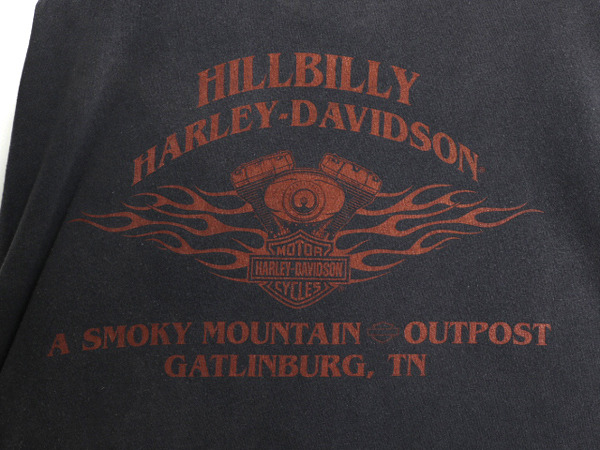 HILLBILLY
HARLEY-DAVIDSON
MOTOR
HARLEY-DAVIDSON
CYCLES
A SMOKY MOUNTAIN OUTPOST
GATLINBURG, TN